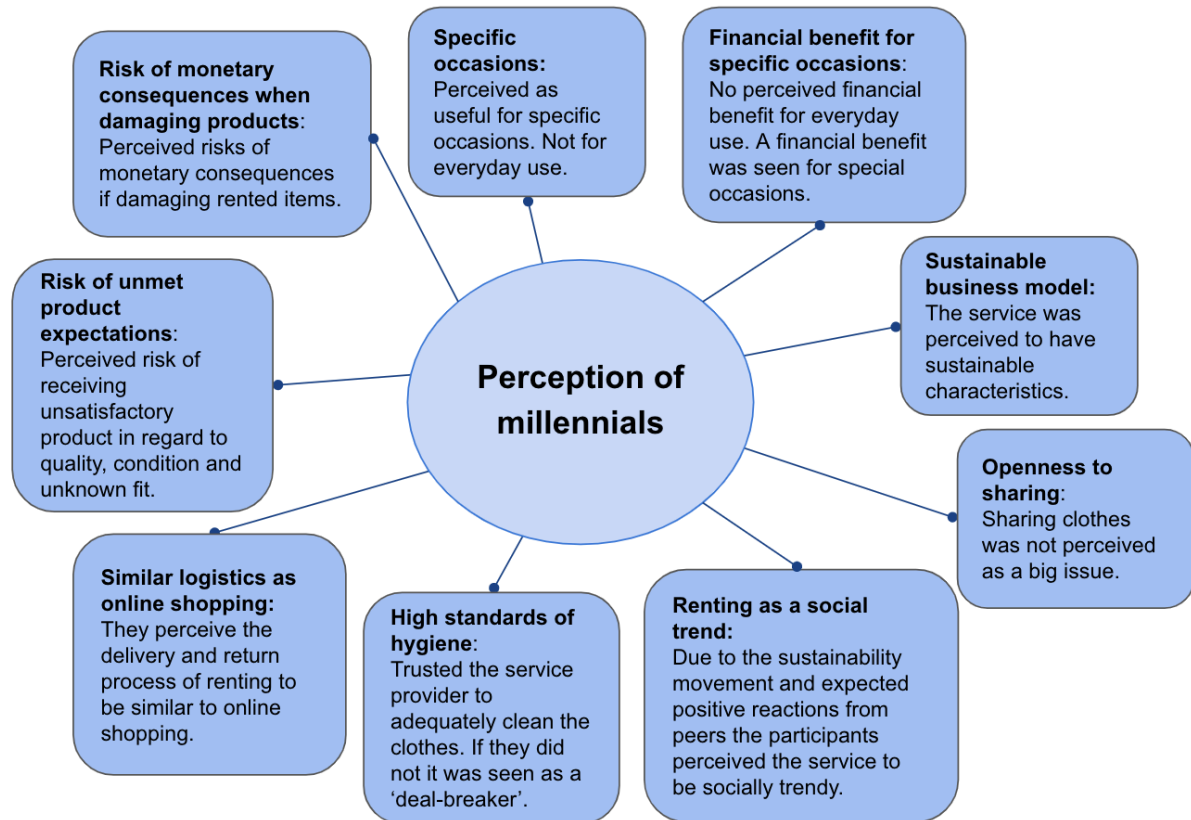 Risk of monetary
consequences when
damaging products:
Perceived risks of
monetary consequences
if damaging rented items.
Specific
occasions:
Perceived as
useful for specific
occasions. Not for
everyday use.
Financial benefit for
specific occasions:
No perceived financial
benefit for everyday
use. A financial benefit
was seen for special
occasions.
Risk of unmet
product
expectations:
Perceived risk of
receiving
unsatisfactory
product in regard to
quality, condition and
unknown fit.
Perception of
millennials
Sustainable
business model:
The service was
perceived to have
sustainable
characteristics.
Openness to
sharing:
Sharing clothes
was not perceived
as a big issue.
Similar logistics as
online shopping:
They perceive the
delivery and return
process of renting to
be similar to online
shopping.
High standards of
hygiene:
Trusted the service
provider to
adequately clean the
clothes. If they did
not it was seen as a
‘deal-breaker’.
Renting as a social
trend:
Due to the sustainability
movement and expected
positive reactions from
peers the participants
perceived the service to
be socially trendy.